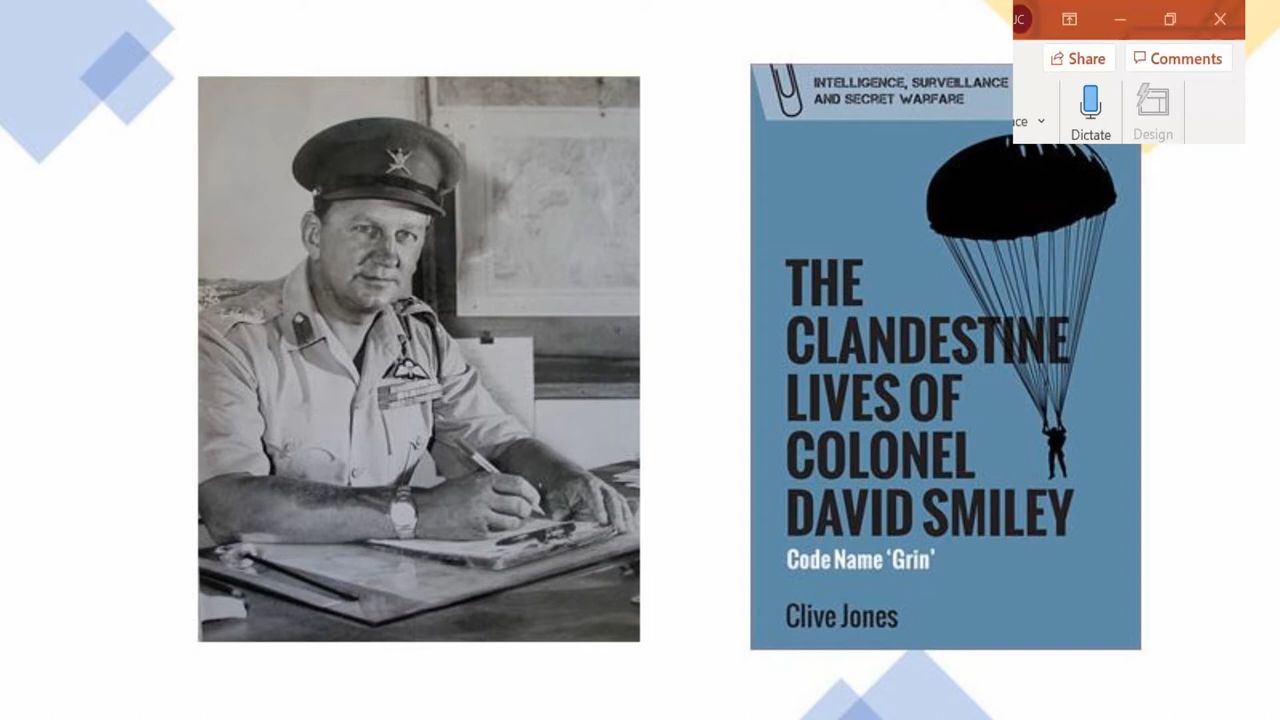 JC
Share
Comments
Dictate
Design
INTELLIGENCE, SURVEILLANCE
AND SECRET WARFARE
THE
CLANDESTINE
LIVES OF
COLONEL
DAVID SMILEY
Code Name ‘Grin’
Clive Jones